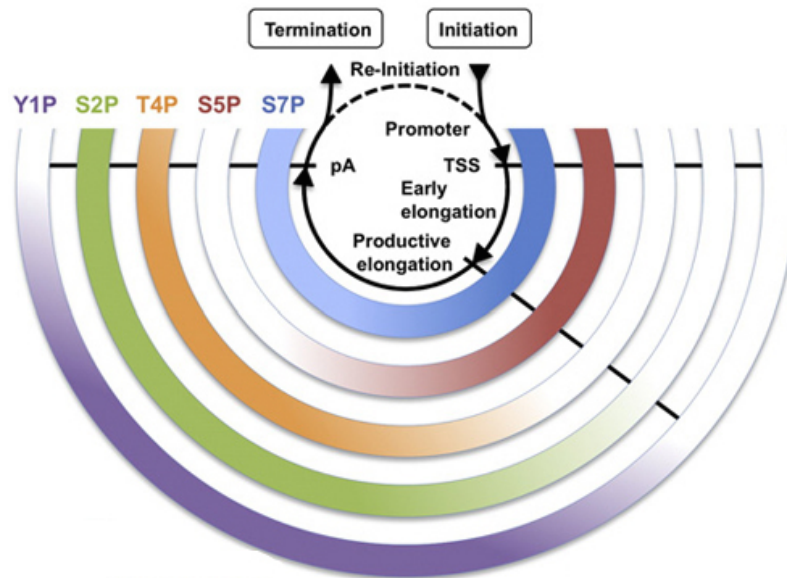 Termination Initiation
Re-Initiation
Y1P S2P T4P S5P S7P
Promoter
pA TSS
Early
elongation
Productive
elongation